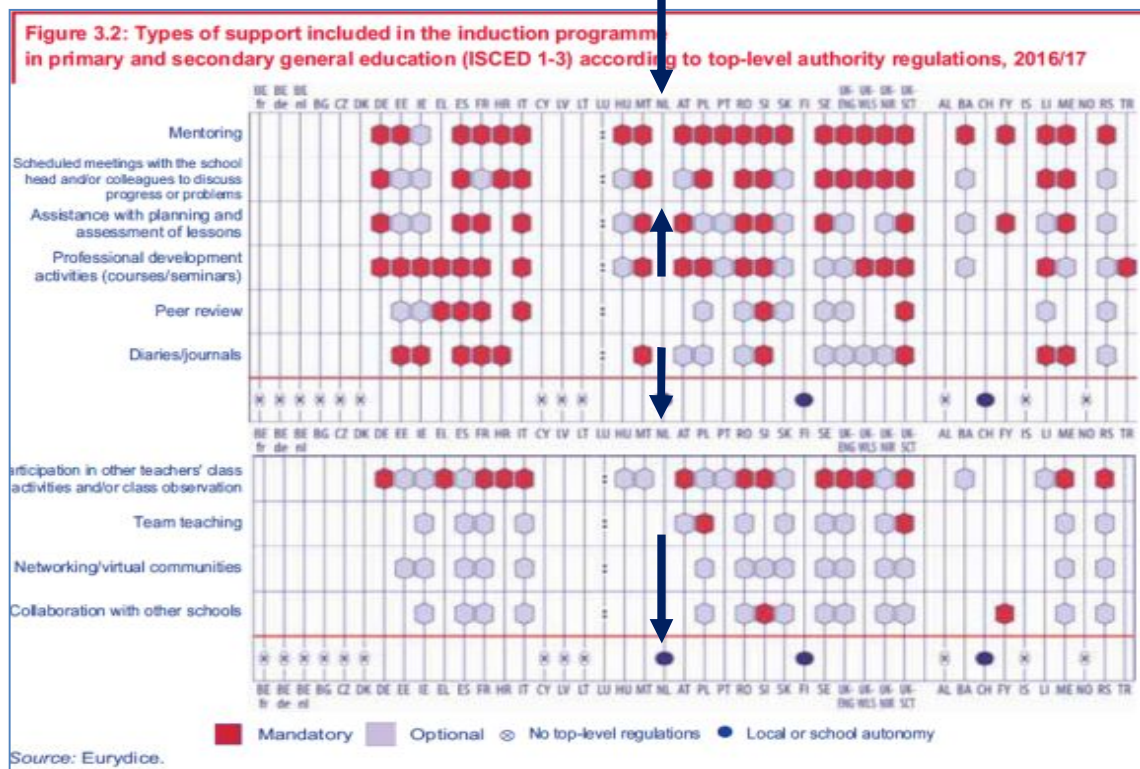 Figure 3.2: Types of support included in the induction programme
in primary and secondary general education (ISCED 1-3) according to top-level authority regulations, 2016/17
BE BE BE UK- UK- UK- UK-
fr de nl BG CZ DK DE EE IE EL ES FR HR IT CY LV LT LU HU MT NL AT PL PT RO SI SK FI SE ENG WLS NIR SCT AL BA CH FY IS LI ME NO RS TR
Mentoring
Scheduled meetings with the school
head and/or colleagues to discuss
progress or problems
Assistance with planning and
assessment of lessons
Professional development
activities (courses/seminars)
Peer review
Diaries/journals
BE BE BE BG CZ DK DE EE IE EL ES FR HR IT CY LV LT LU HU MT NL AT PL PT RO SI SK FI SE UK- UK- UK- UK- AL BA CH FY IS LI ME NO RS TR
fr de nl ENG WLS NIR SCT
articipation in other teachers' class
activities and/or class observation
Team teaching
Networking/virtual communities
Collaboration with other schools
BE BE BE BG CZ DK DE EE IE EL ES FR HR IT CY LV LT LU HU MT NL AT PL PT RO SI SK FI SE UK- UK- UK- UK- AL BA CH FY IS LI ME NO RS TR
fr de nl ENG WLS NIR SCT
Mandatory Optional No top-level regulations Local or school autonomy
Source: Eurydice.